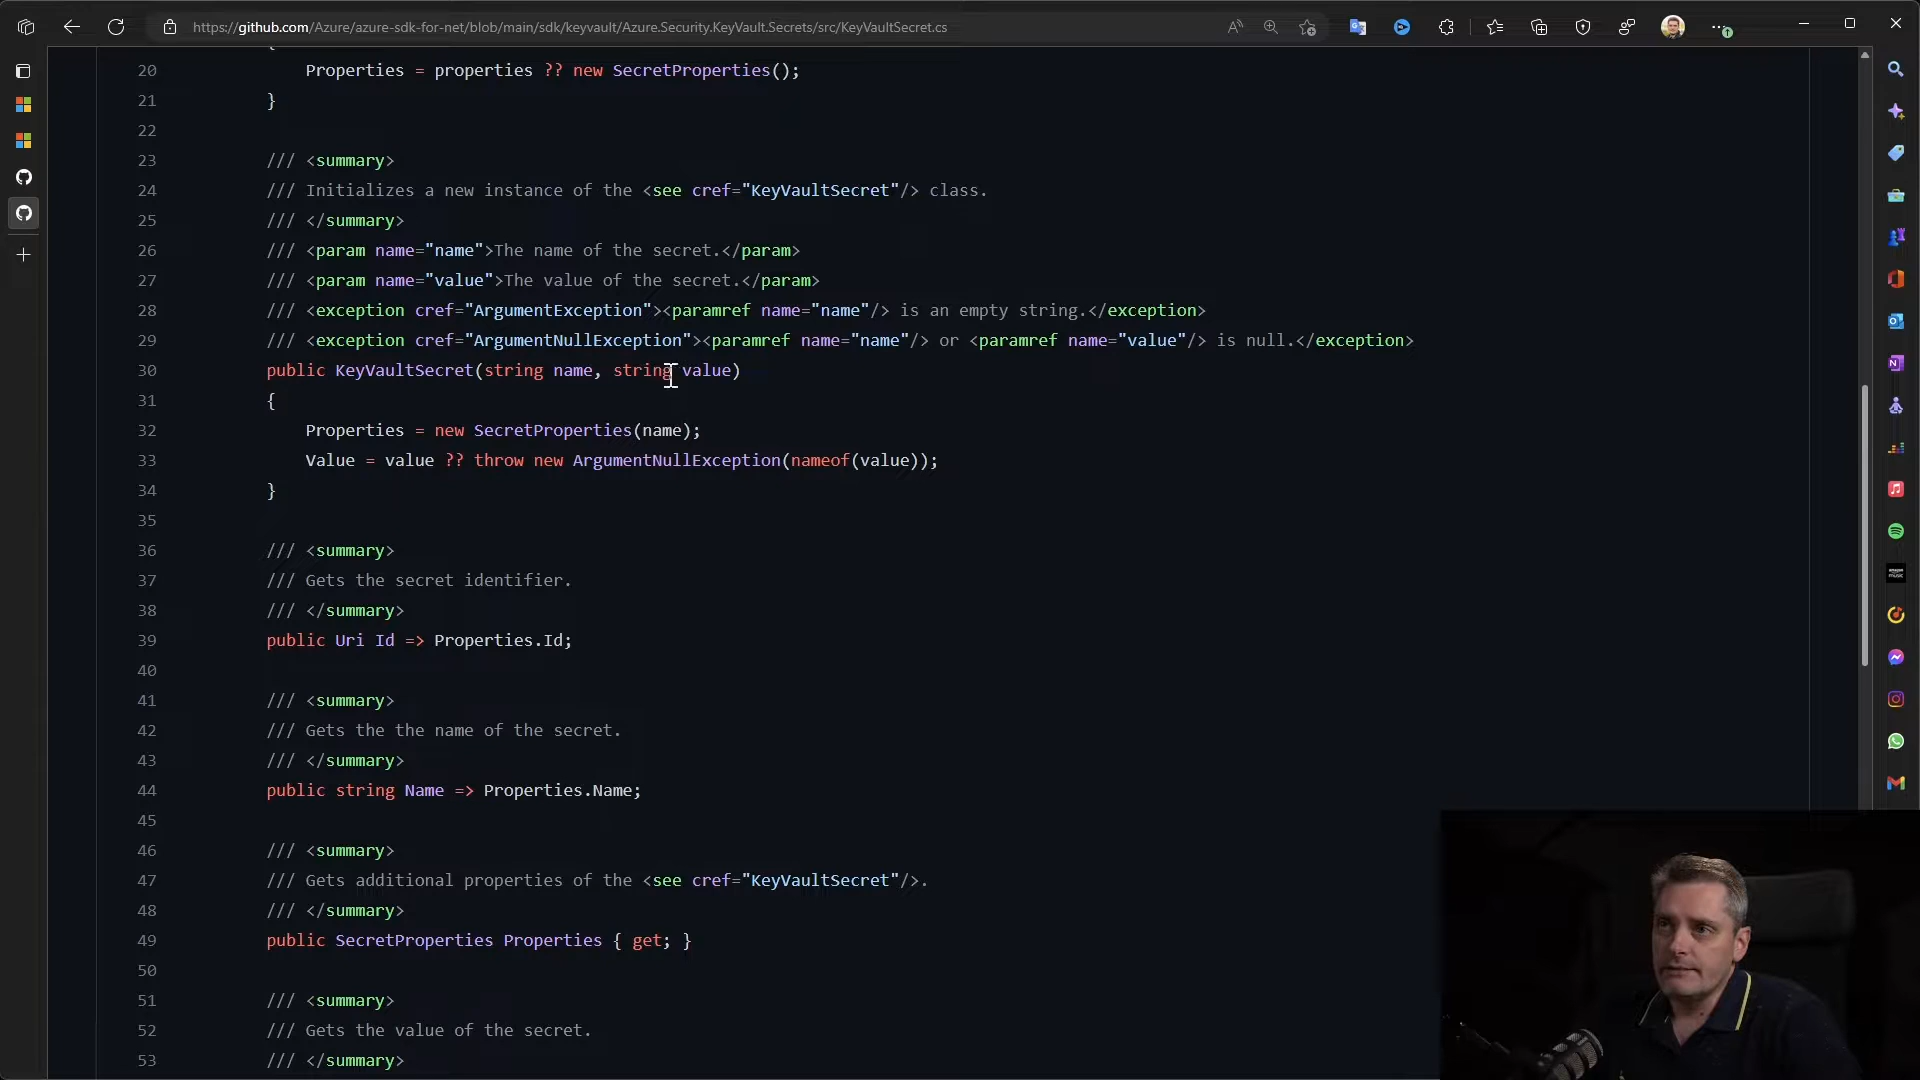 https://github.com/Azure/azure-sdk-for-net/blob/main/sdk/keyvault/Azure.Security.KeyVault.Secrets/src/KeyVaultSecret.cs
{
20 Properties = properties ?? new SecretProperties();
21 }
22
23 /// <summary>
24 /// Initializes a new instance of the <see cref="KeyVaultSecret"/> class.
25 /// </summary>
26 /// <param name="name">The name of the secret.</param>
27 /// <param name="value">The value of the secret.</param>
28 /// <exception cref="ArgumentException"><paramref name="name"/> is an empty string.</exception>
29 /// <exception cref="ArgumentNullException"><paramref name="name"/> or <paramref name="value"/> is null.</exception>
30 public KeyVaultSecret(string name, string value)
31 {
32 Properties = new SecretProperties(name);
33 Value = value ?? throw new ArgumentNullException(nameof(value));
34 }
35
36 /// <summary>
37 /// Gets the secret identifier.
38 /// </summary>
39 public Uri Id => Properties.Id;
40
41 /// <summary>
42 /// Gets the the name of the secret.
43 /// </summary>
44 public string Name => Properties.Name;
45
46 /// <summary>
47 /// Gets additional properties of the <see cref="KeyVaultSecret"/>.
48 /// </summary>
49 public SecretProperties Properties { get; }
50
51 /// <summary>
52 /// Gets the value of the secret.
53 /// </summary>